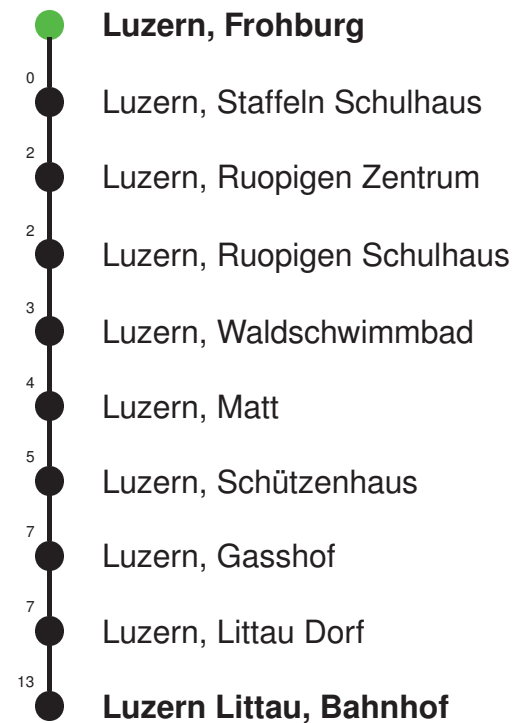 Luzern, Frohburg
0 Luzern, Staffeln Schulhaus
2 Luzern, Ruopigen Zentrum
2 Luzern, Ruopigen Schulhaus
3 Luzern, Waldschwimmbad
4 Luzern, Matt
5 Luzern, Schützenhaus
7 Luzern, Gasshof
7 Luzern, Littau Dorf
13 Luzern Littau, Bahnhof